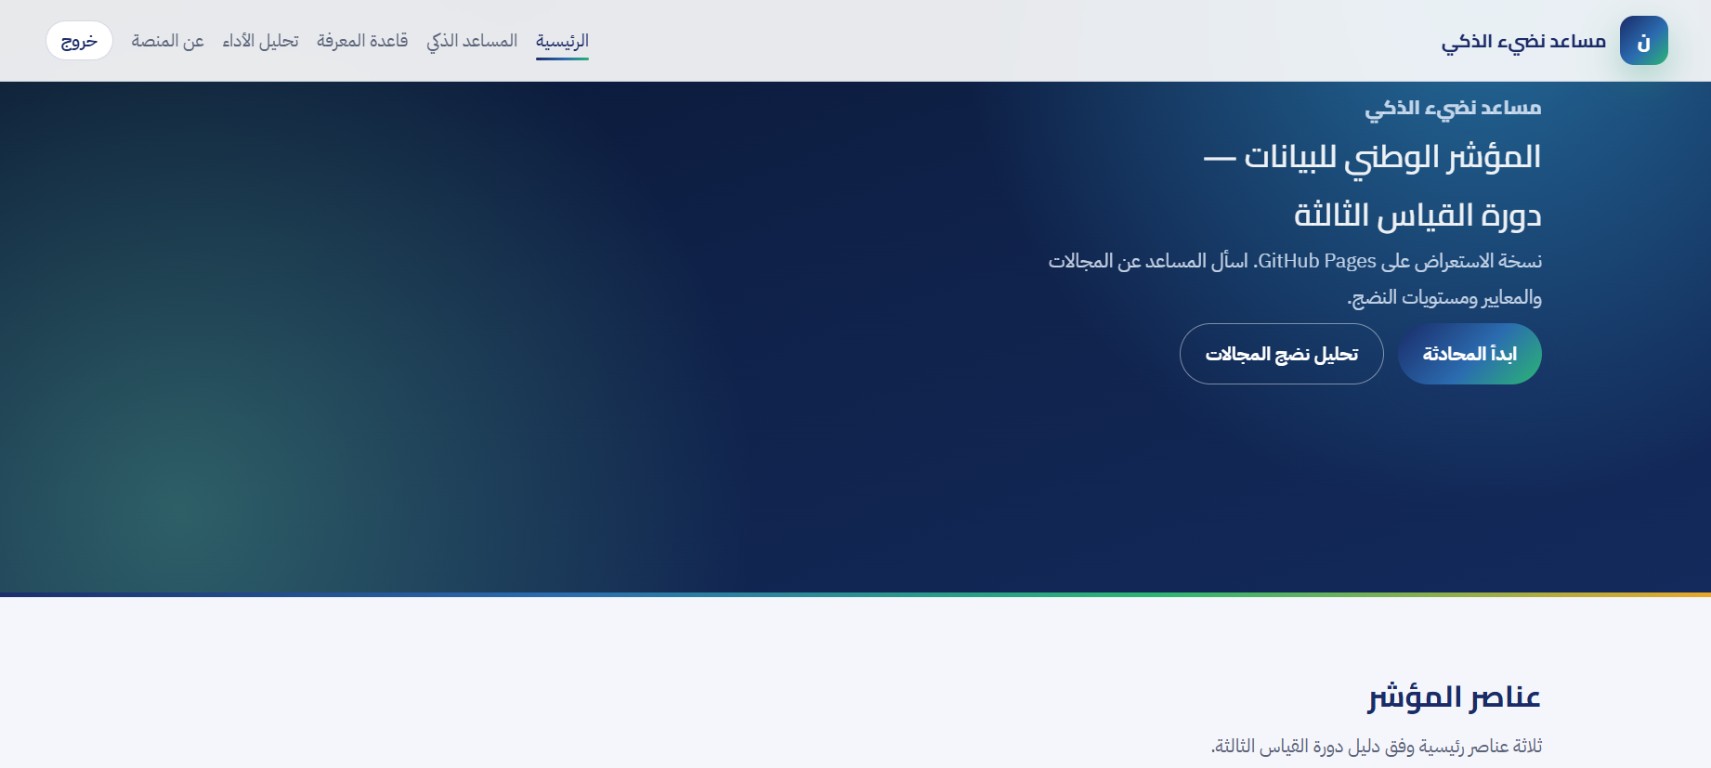 ن
مساعد نضيء الذكي
الرئيسية
المساعد الذكي
قاعدة المعرفة
تحليل الأداء
عن المنصة
خروج
مساعد نضيء الذكي
المؤشر الوطني للبيانات —
دورة القياس الثالثة
نسخة الاستعراض على GitHub Pages. اسأل المساعد عن المجالات
والمعايير ومستويات النضج.
ابدأ المحادثة
تحليل نضج المجالات
عناصر المؤشر
ثلاثة عناصر رئيسية وفق دليل دورة القياس الثالثة.